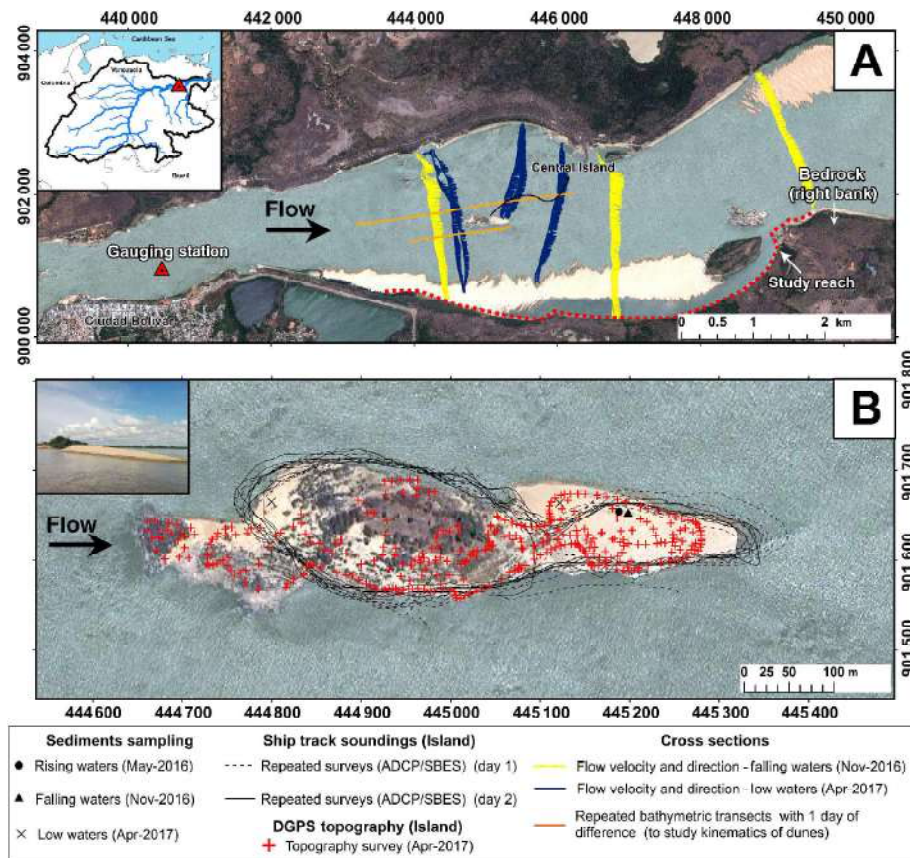 440 000 442 000 444 000 446 000 448 000 450 000
904 000
902 000
900 000
Caribbean Sea
Venezuela
Colombia
Brazil
A
Central Island
Bedrock
(right bank)
Flow
Gauging station
Study reach
Ciudad Bolivar
0 0.5 1 2 km
B
Flow
901 800
901 700
901 600
901 500
0 25 50 100 m
444 600 444 700 444 800 444 900 445 000 445 100 445 200 445 300 445 400
Sediments sampling
Rising waters (May-2016)
Falling waters (Nov-2016)
Low waters (Apr-2017)
Ship track soundings (Island)
Repeated surveys (ADCP/SBES) (day 1)
Repeated surveys (ADCP/SBES) (day 2)
DGPS topography (Island)
Topography survey (Apr-2017)
Cross sections
Flow velocity and direction - falling waters (Nov-2016)
Flow velocity and direction - low waters (Apr-2017)
Repeated bathymetric transects with 1 day of
difference (to study kinematics of dunes)